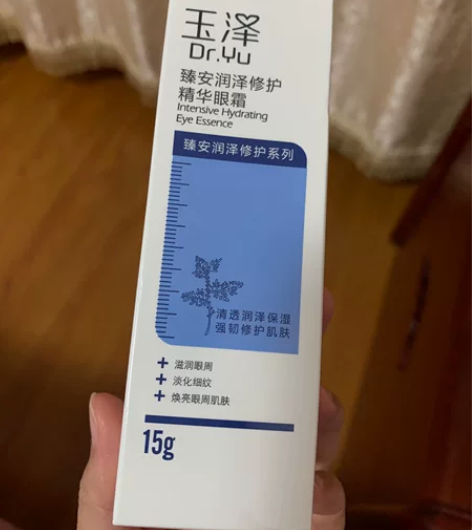 玉泽
Dr.Yu
臻安润泽修护
精华眼霜
Intensive Hydrating
Eye Essence
臻安润泽修护系列
清透润泽保湿
强韧修护肌肤
+ 滋润眼周
+ 淡化细纹
+ 焕亮眼周肌肤
15g